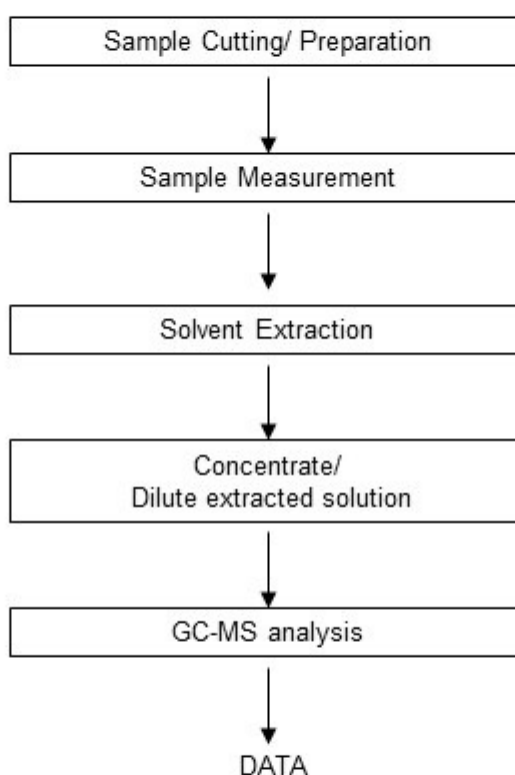 Sample Cutting/ Preparation
Sample Measurement
Solvent Extraction
Concentrate/
Dilute extracted solution
GC-MS analysis
DATA